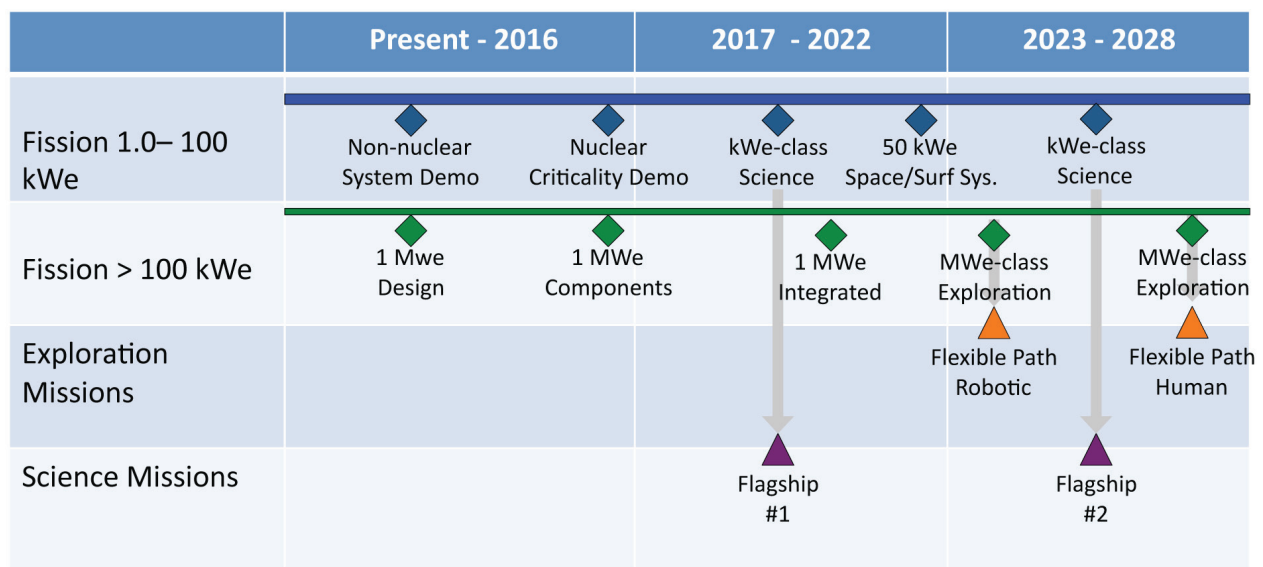 Present - 2016
2017 - 2022
2023 - 2028
Fission 1.0– 100
kWe
Non-nuclear
System Demo
Nuclear
Criticality Demo
kWe-class
Science
50 kWe
Space/Surf Sys.
kWe-class
Science
Fission > 100 kWe
1 Mwe
Design
1 MWe
Components
1 MWe
Integrated
MWe-class
Exploration
MWe-class
Exploration
Exploration
Missions
Flexible Path
Robotic
Flexible Path
Human
Science Missions
Flagship
#1
Flagship
#2